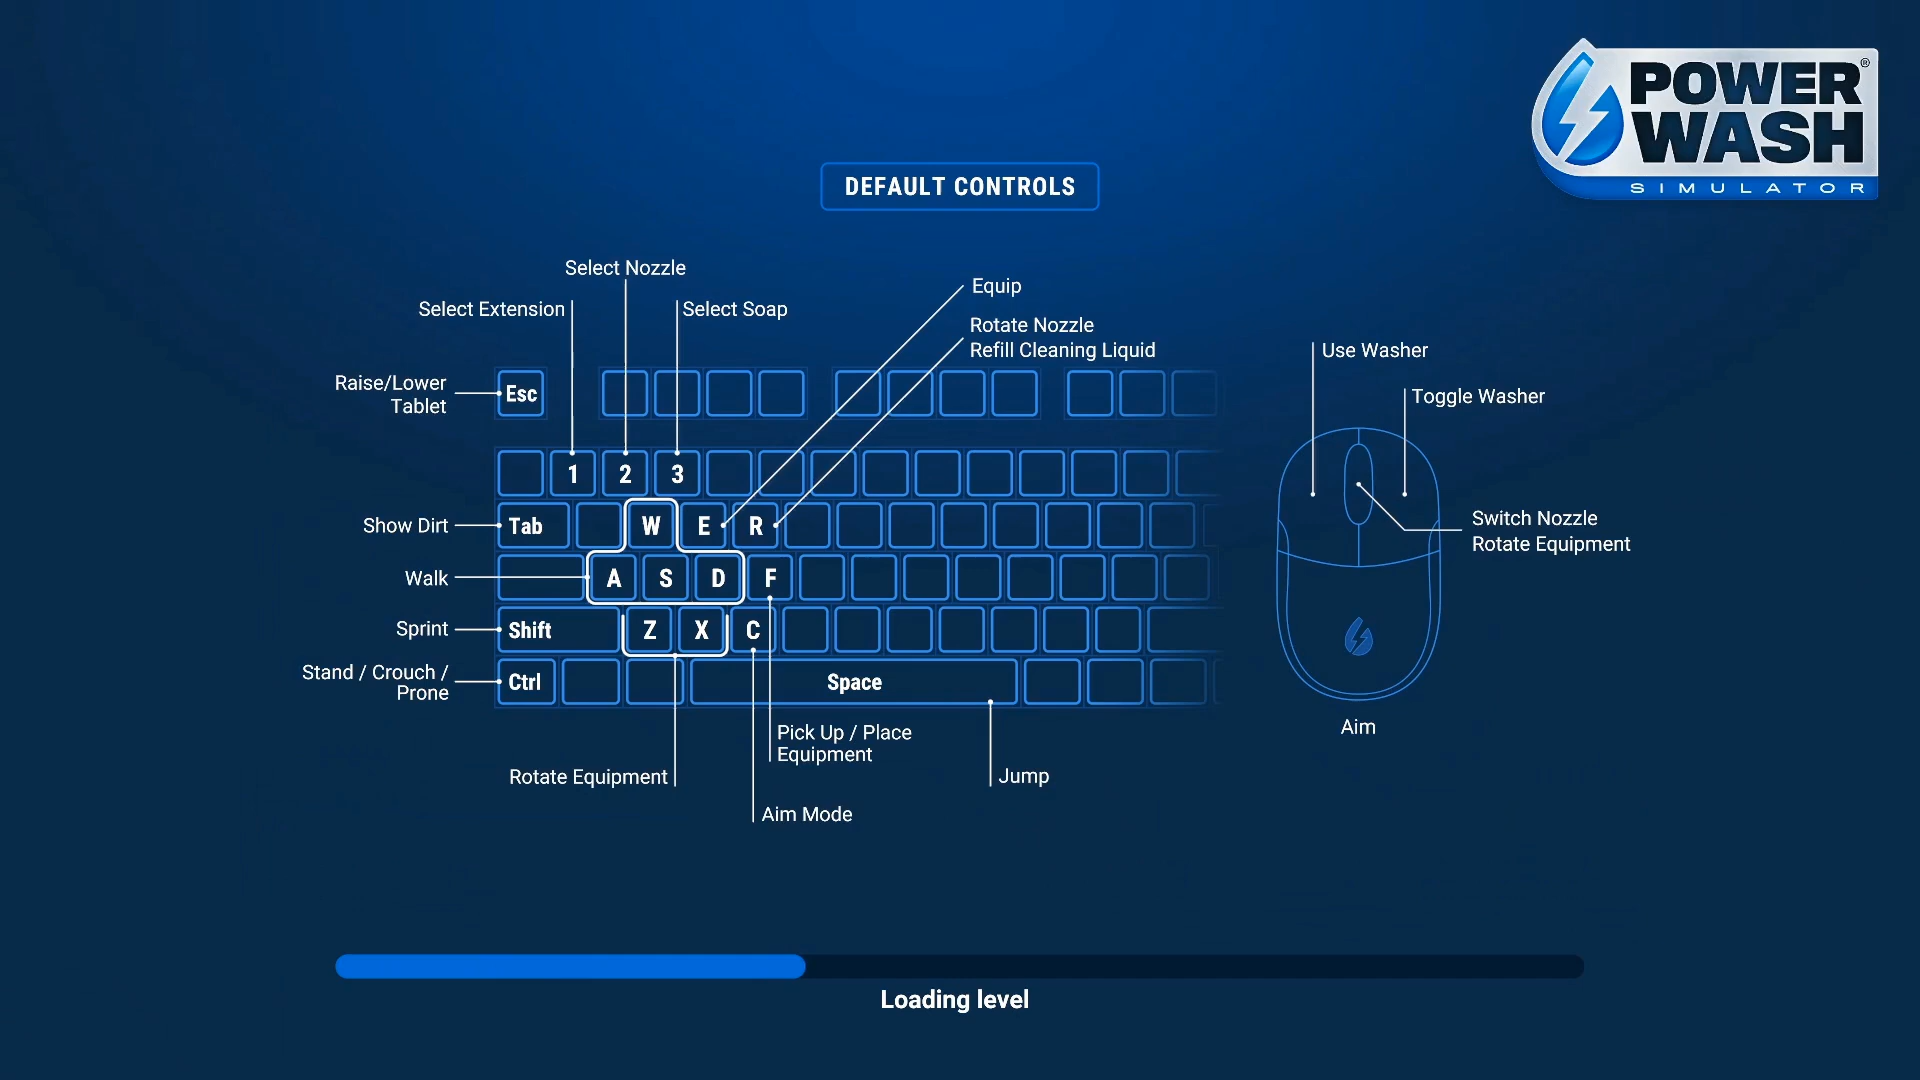 POWER®
WASH
SIMULATOR
DEFAULT CONTROLS
Select Nozzle
Select Extension
Select Soap
Equip
Rotate Nozzle
Refill Cleaning Liquid
Raise/Lower
Tablet
Esc
1 2 3
Show Dirt
Tab W E R
Walk
A S D F
Sprint
Shift Z X C
Stand / Crouch /
Prone
Ctrl Space
Pick Up / Place
Equipment
Rotate Equipment
Jump
Aim Mode
Use Washer
Toggle Washer
Switch Nozzle
Rotate Equipment
Aim
Loading level